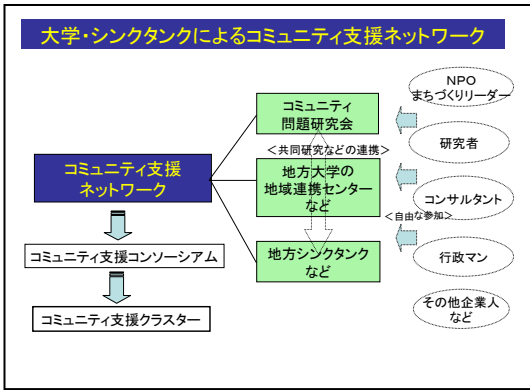 大学・シンクタンクによるコミュニティ支援ネットワーク
コミュニティ支援
ネットワーク
コミュニティ支援コンソーシアム
コミュニティ支援クラスター
コミュニティ
問題研究会
<共同研究などの連携>
地方大学の
地域連携センター
など
<自由な参加>
地方シンクタンク
など
NPO
まちづくりリーダー
研究者
コンサルタント
行政マン
その他企業人
など